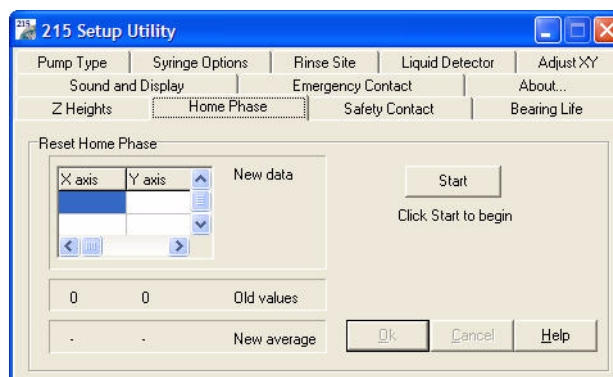 215 215 Setup Utility
Pump Type Syringe Options Rinse Site Liquid Detector Adjust XY
Sound and Display Emergency Contact About...
Z Heights Home Phase Safety Contact Bearing Life
Reset Home Phase
X axis Y axis New data Start
Click Start to begin
0 0 Old values
- - New average Ok Cancel Help